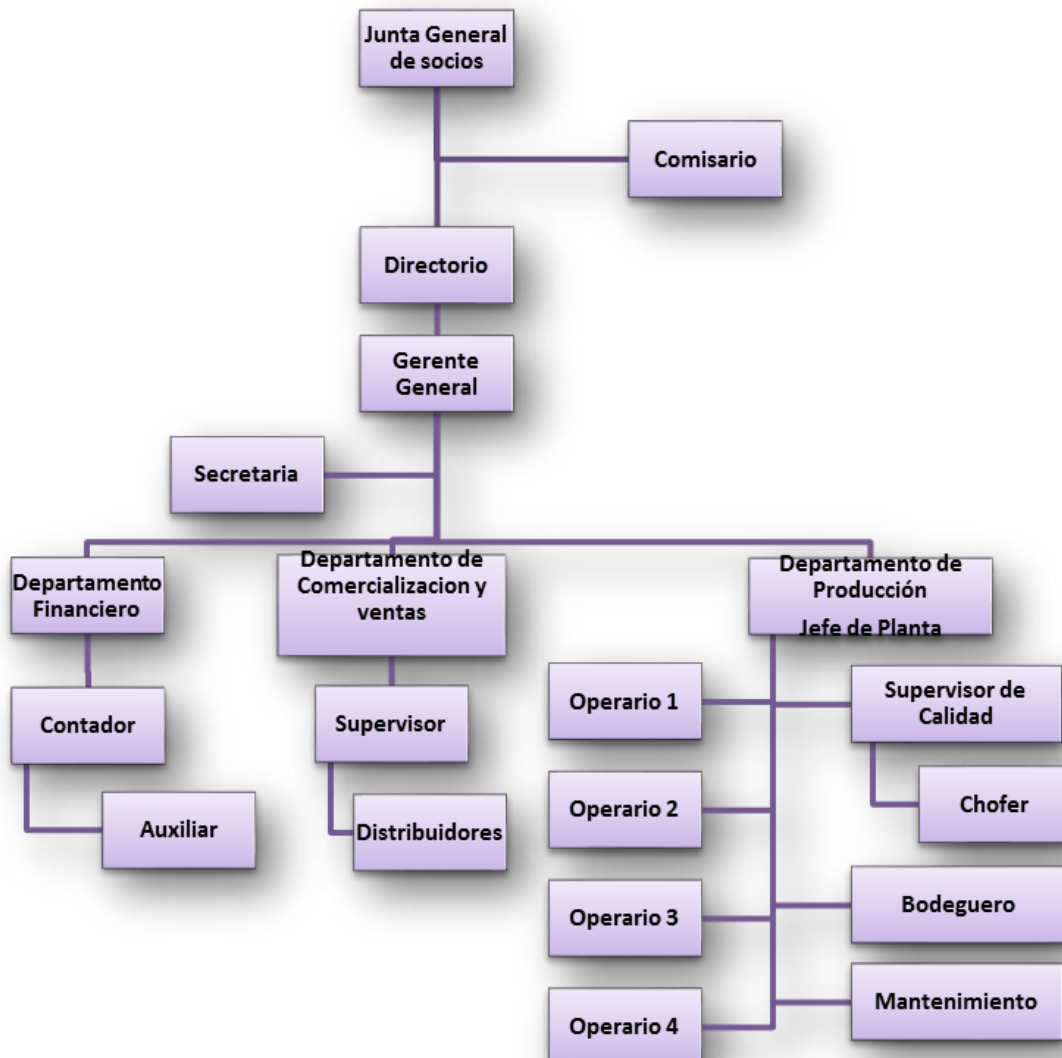 Junta General
de socios
Comisario
Directorio
Gerente
General
Secretaria
Departamento
Financiero
Departamento de
Comercializacion y
ventas
Departamento de
Producción
Jefe de Planta
Contador
Auxiliar
Supervisor
Distribuidores
Operario 1
Operario 2
Operario 3
Operario 4
Supervisor de
Calidad
Chofer
Bodeguero
Mantenimiento